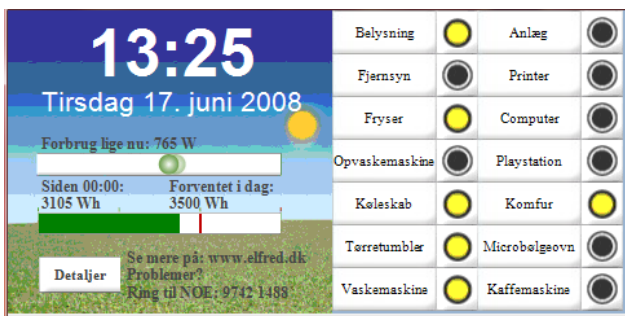 13:25
Tirsdag 17. juni 2008
Forbrug lige nu: 765 W
Siden 00:00: Forventet i dag:
3105 Wh 3500 Wh
Detaljer
Se mere på: www.elfred.dk
Problemer?
Ring til NOE: 9742 1488
Belysning Anlæg
Fjernsyn Printer
Fryser Computer
Opvaskemaskine Playstation
Køleskab Komfur
Tørretumbler Microbølgeovn
Vaskemaskine Kaffemaskine